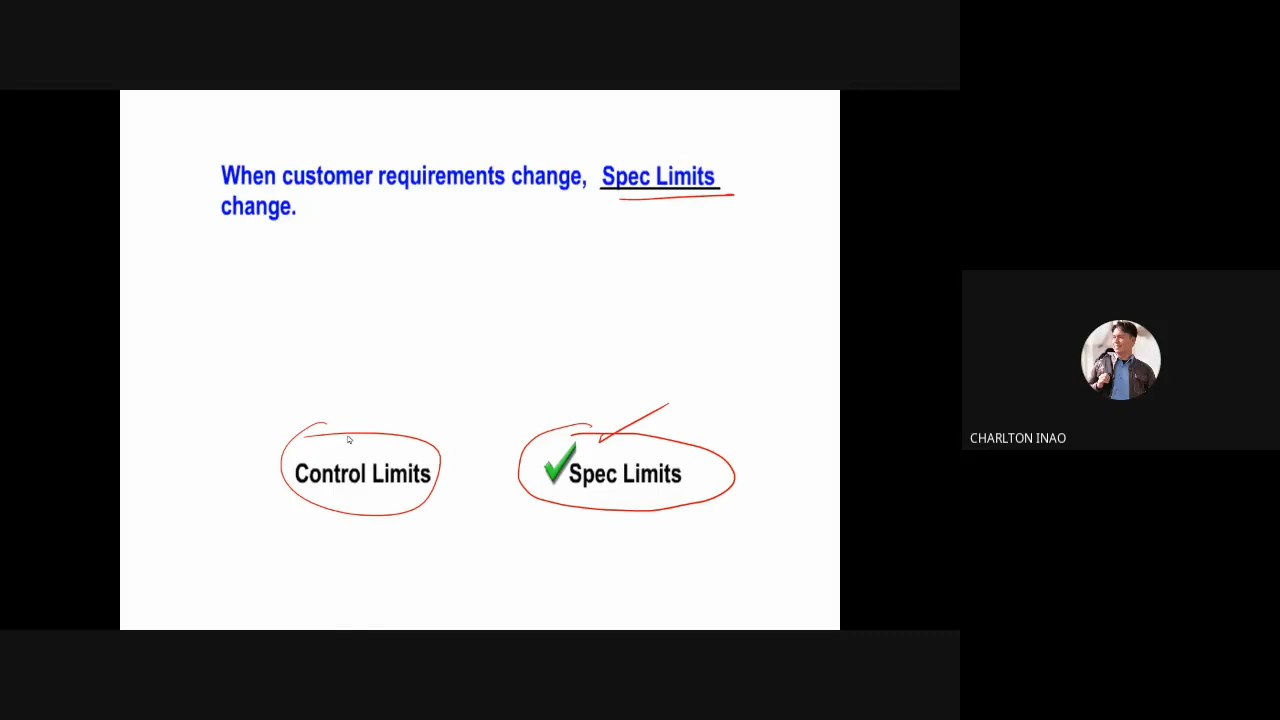 When customer requirements change, Spec Limits
change.
Control Limits
Spec Limits
CHARLTON INAO